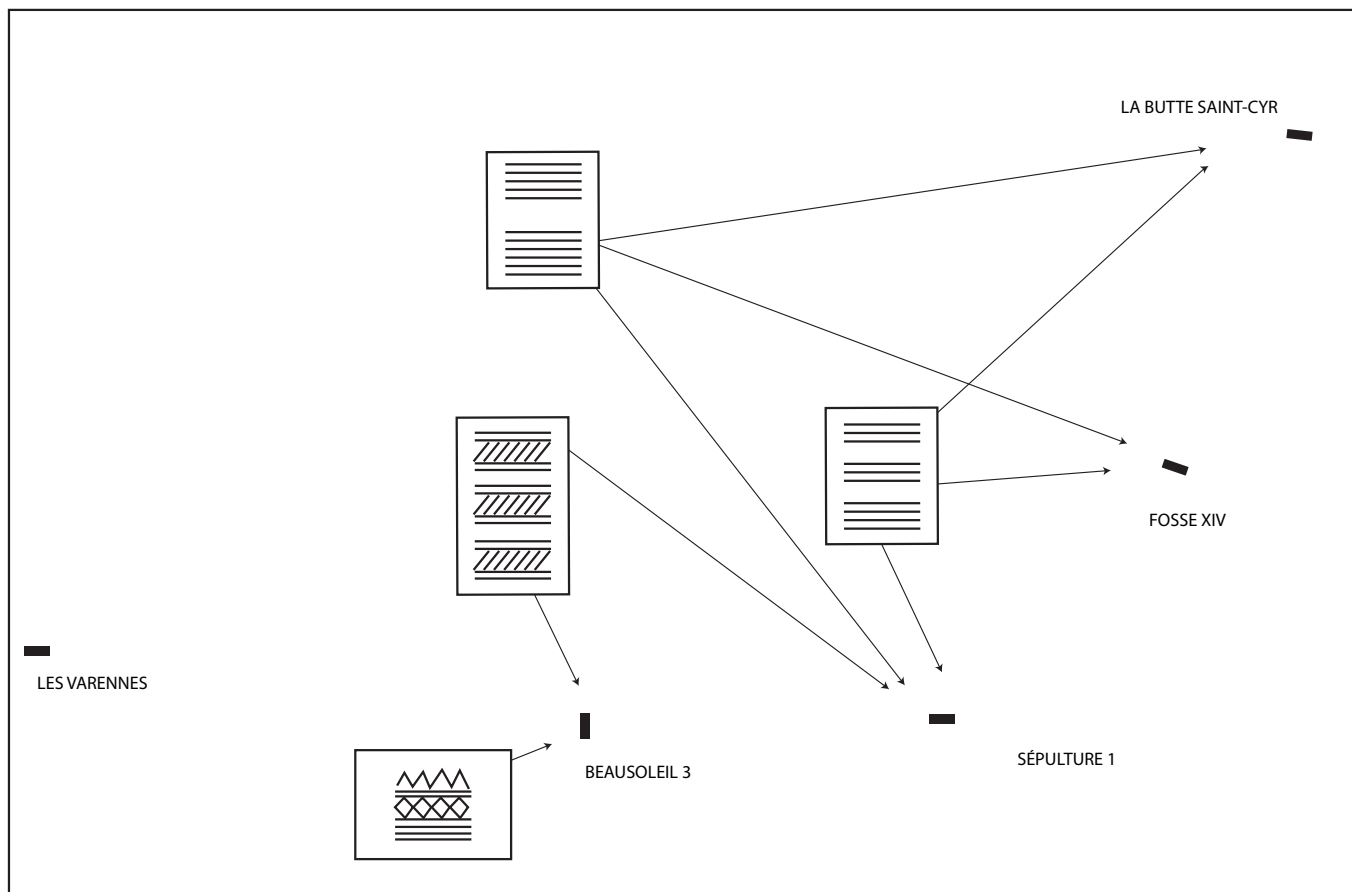 LA BUTTE SAINT-CYR
FOSSE XIV
LES VARENNES
SÉPULTURE 1
BEAUSOLEIL 3